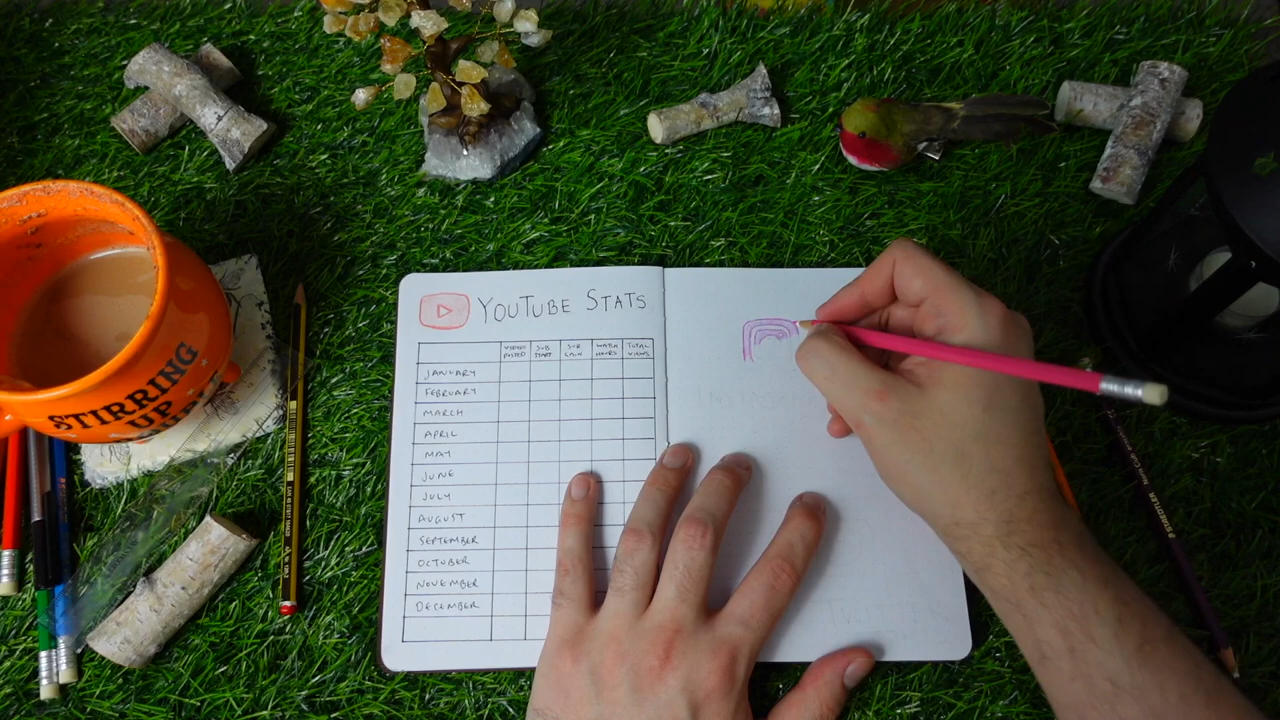 YOUTUBE STATS
VIDEOS POSTED
SUB START
SUB GAIN
WATCH HOURS
TOTAL VIEWS
JANUARY
FEBRUARY
MARCH
APRIL
MAY
JUNE
JULY
AUGUST
SEPTEMBER
OCTOBER
NOVEMBER
DECEMBER
STIRRING
UP
STAEDTLER